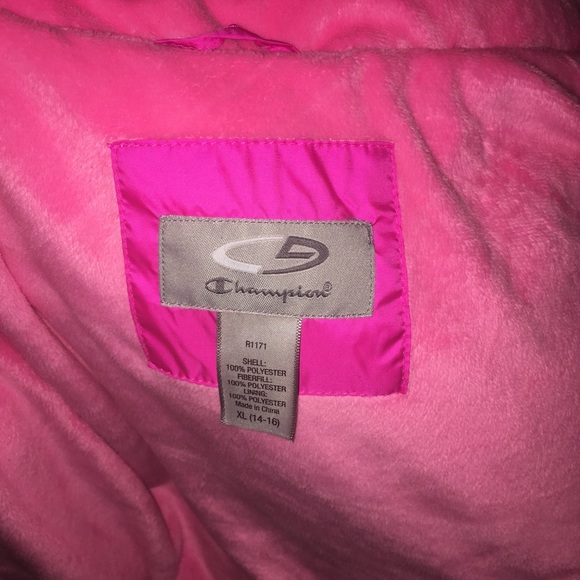 Champion®
R1171
SHELL:
100% POLYESTER
FIBERFILL:
100% POLYESTER
LINING:
100% POLYESTER
Made in China
XL (14-16)